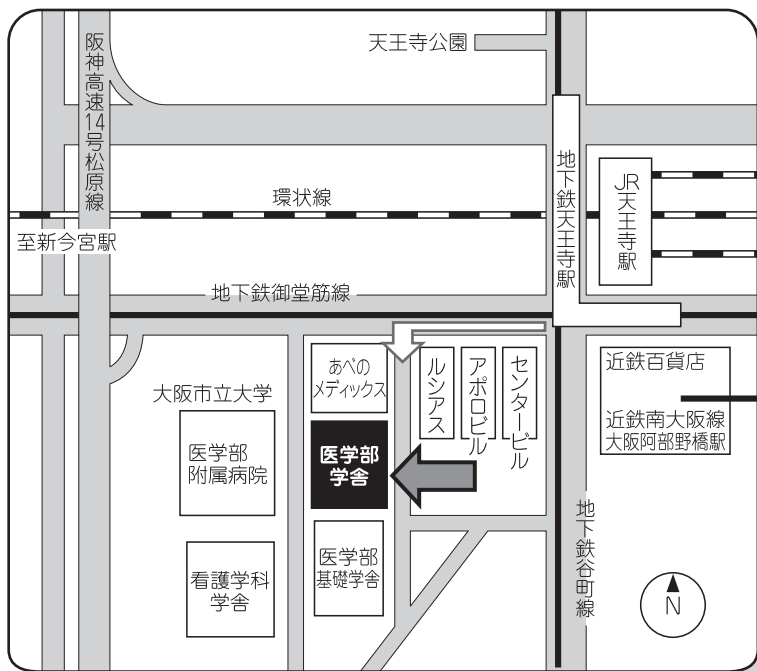 天王寺公園
阪神高速14号松原線
地下鉄天王寺駅
JR天王寺駅
環状線
至新今宮駅
地下鉄御堂筋線
あべの
メディックス
ルシアス
アポロビル
センタービル
近鉄百貨店
近鉄南大阪線
大阪阿部野橋駅
大阪市立大学
医学部
附属病院
医学部
学舎
看護学科
学舎
医学部
基礎学舎
地下鉄谷町線
N